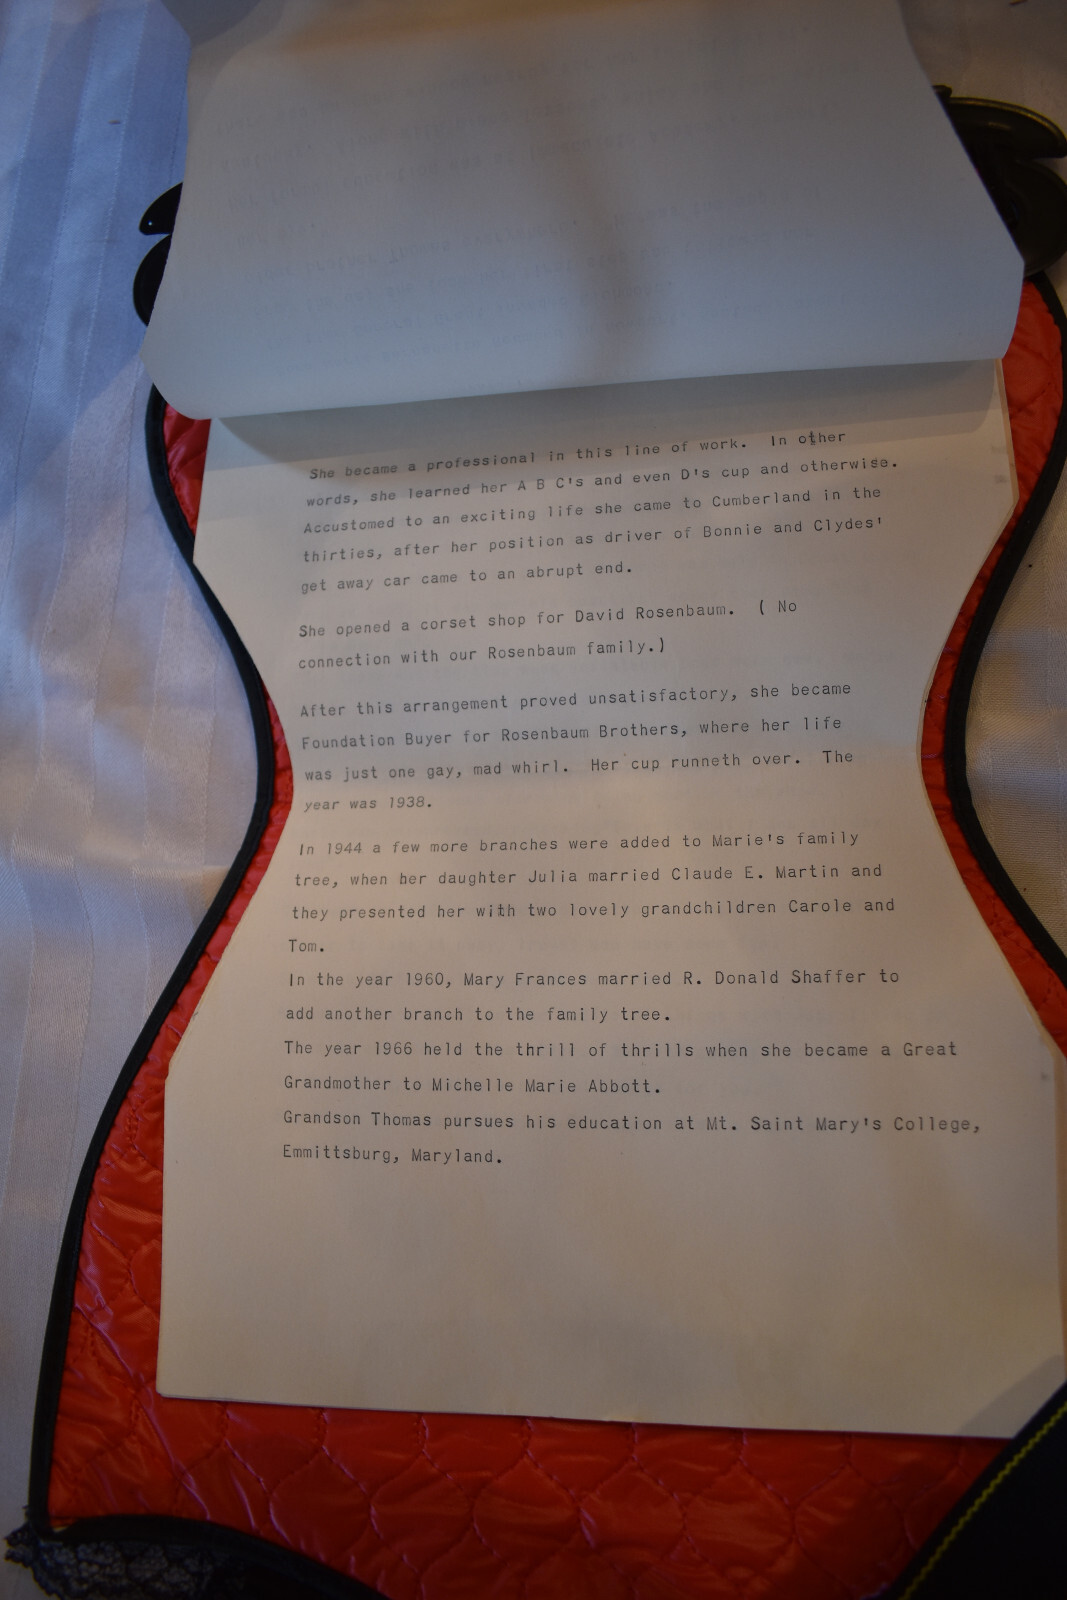 She became a professional in this line of work. In other
words, she learned her A B C's and even D's cup and otherwise.
Accustomed to an exciting life she came to Cumberland in the
thirties, after her position as driver of Bonnie and Clydes'
get away car came to an abrupt end.
She opened a corset shop for David Rosenbaum. ( No
connection with our Rosenbaum family.)
After this arrangement proved unsatisfactory, she became
Foundation Buyer for Rosenbaum Brothers, where her life
was just one gay, mad whirl. Her cup runneth over. The
year was 1938.
In 1944 a few more branches were added to Marie's family
tree, when her daughter Julia married Claude E. Martin and
they presented her with two lovely grandchildren Carole and
Tom.
In the year 1960, Mary Frances married R. Donald Shaffer to
add another branch to the family tree.
The year 1966 held the thrill of thrills when she became a Great
Grandmother to Michelle Marie Abbott.
Grandson Thomas pursues his education at Mt. Saint Mary's College,
Emmittsburg, Maryland.